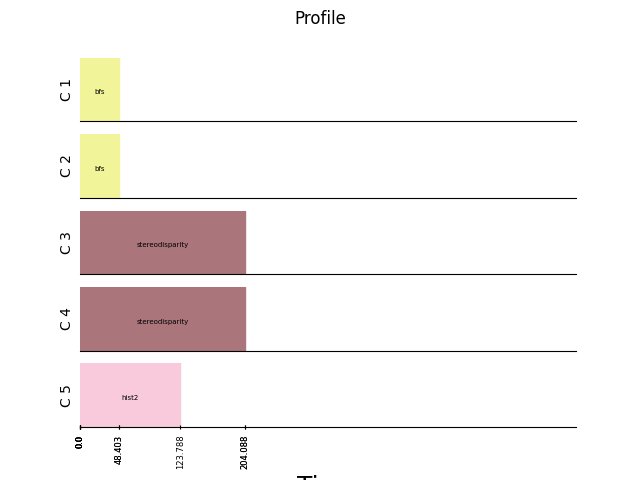 Profile
C 1
bfs
C 2
bfs
C 3
stereodisparity
C 4
stereodisparity
C 5
hist2
0.0
48.403
123.788
204.088